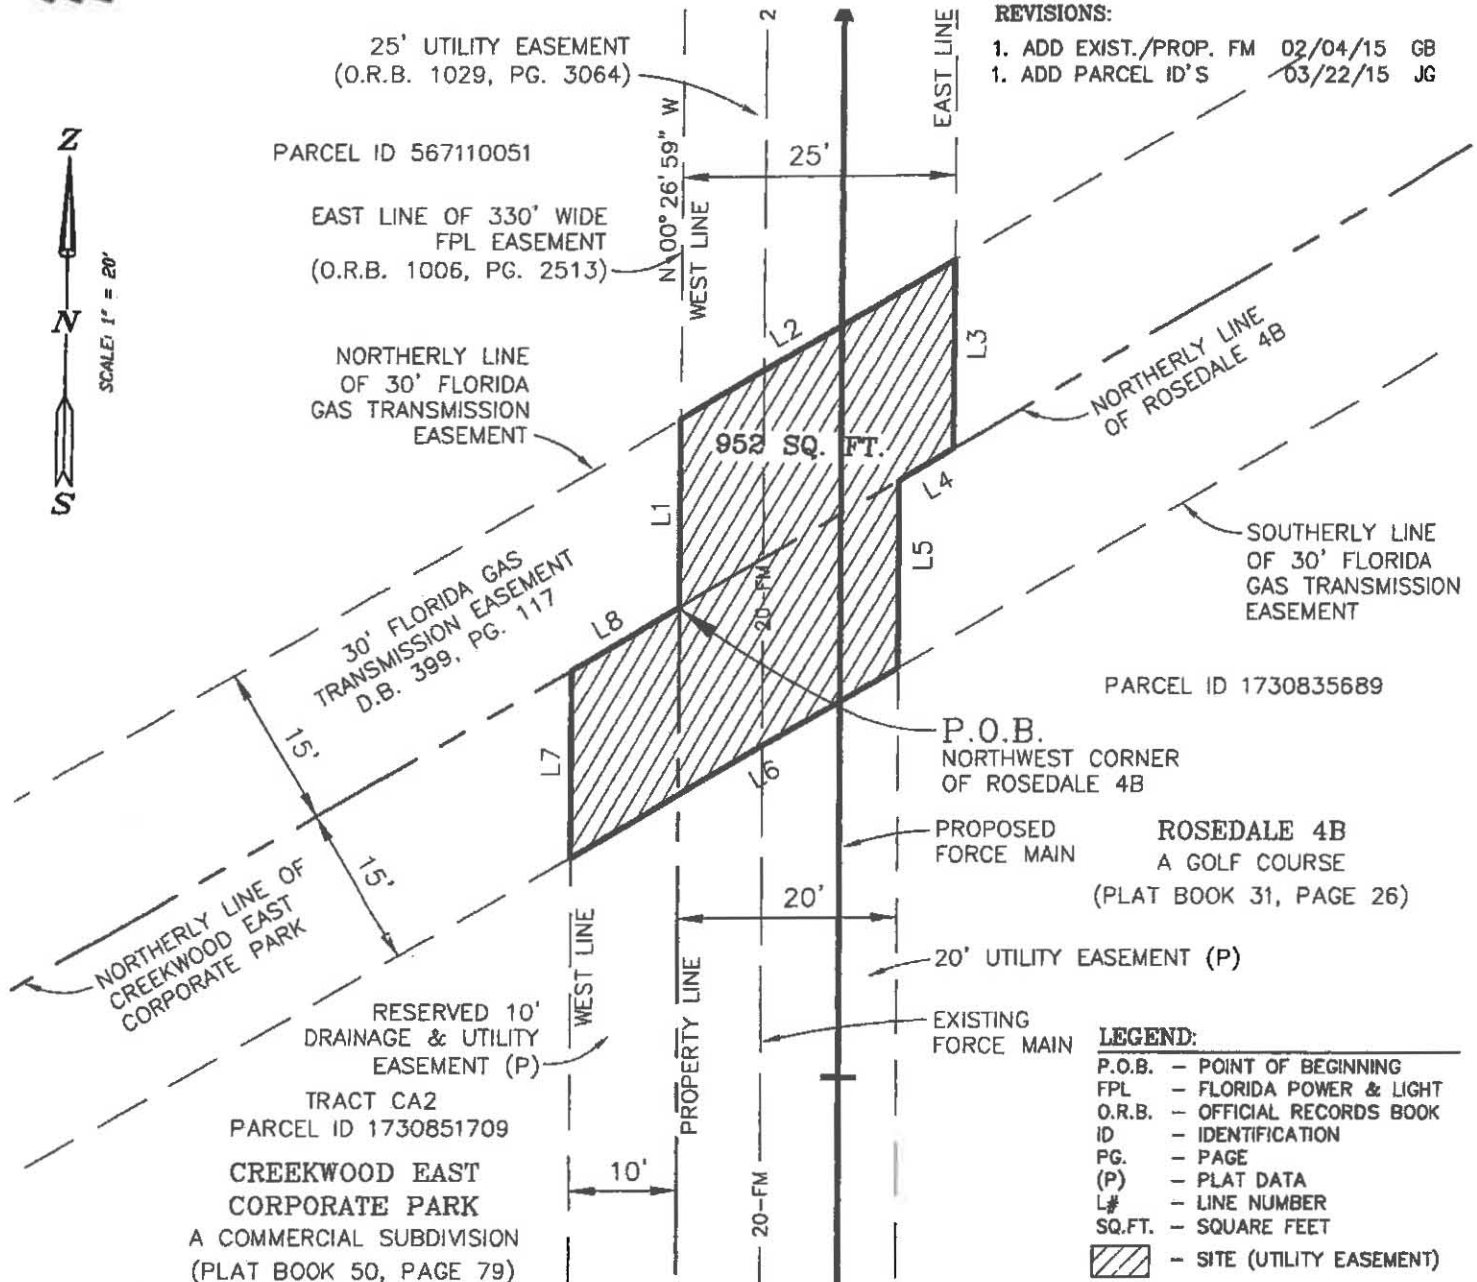 REVISIONS:
1. ADD EXIST./PROP. FM 02/04/15 GB
1. ADD PARCEL ID'S 03/22/15 JG
25' UTILITY EASEMENT
(O.R.B. 1029, PG. 3064)
2
EAST LINE
PARCEL ID 567110051
N 00° 26' 59" W
WEST LINE
25'
EAST LINE OF 330' WIDE
FPL EASEMENT
(O.R.B. 1006, PG. 2513)
Z
N
S
SCALE: 1" = 20'
NORTHERLY LINE
OF 30' FLORIDA
GAS TRANSMISSION
EASEMENT
L2
L3
NORTHERLY LINE
OF ROSEDALE 4B
952 SQ. FT.
L1
L4
L5
SOUTHERLY LINE
OF 30' FLORIDA
GAS TRANSMISSION
EASEMENT
30' FLORIDA GAS
TRANSMISSION EASEMENT
D.B. 399, PG. 117
L8
20-FM
PARCEL ID 1730835689
P.O.B.
NORTHWEST CORNER
OF ROSEDALE 4B
15'
L7
L6
15'
PROPOSED
FORCE MAIN
ROSEDALE 4B
A GOLF COURSE
(PLAT BOOK 31, PAGE 26)
NORTHERLY LINE OF
CREEKWOOD EAST
CORPORATE PARK
20'
20' UTILITY EASEMENT (P)
WEST LINE
PROPERTY LINE
RESERVED 10'
DRAINAGE & UTILITY
EASEMENT (P)
EXISTING
FORCE MAIN
TRACT CA2
PARCEL ID 1730851709
CREEKWOOD EAST
CORPORATE PARK
A COMMERCIAL SUBDIVISION
(PLAT BOOK 50, PAGE 79)
10'
20-FM
LEGEND:
P.O.B. - POINT OF BEGINNING
FPL - FLORIDA POWER & LIGHT
O.R.B. - OFFICIAL RECORDS BOOK
ID - IDENTIFICATION
PG. - PAGE
(P) - PLAT DATA
L# - LINE NUMBER
SQ.FT. - SQUARE FEET
- SITE (UTILITY EASEMENT)